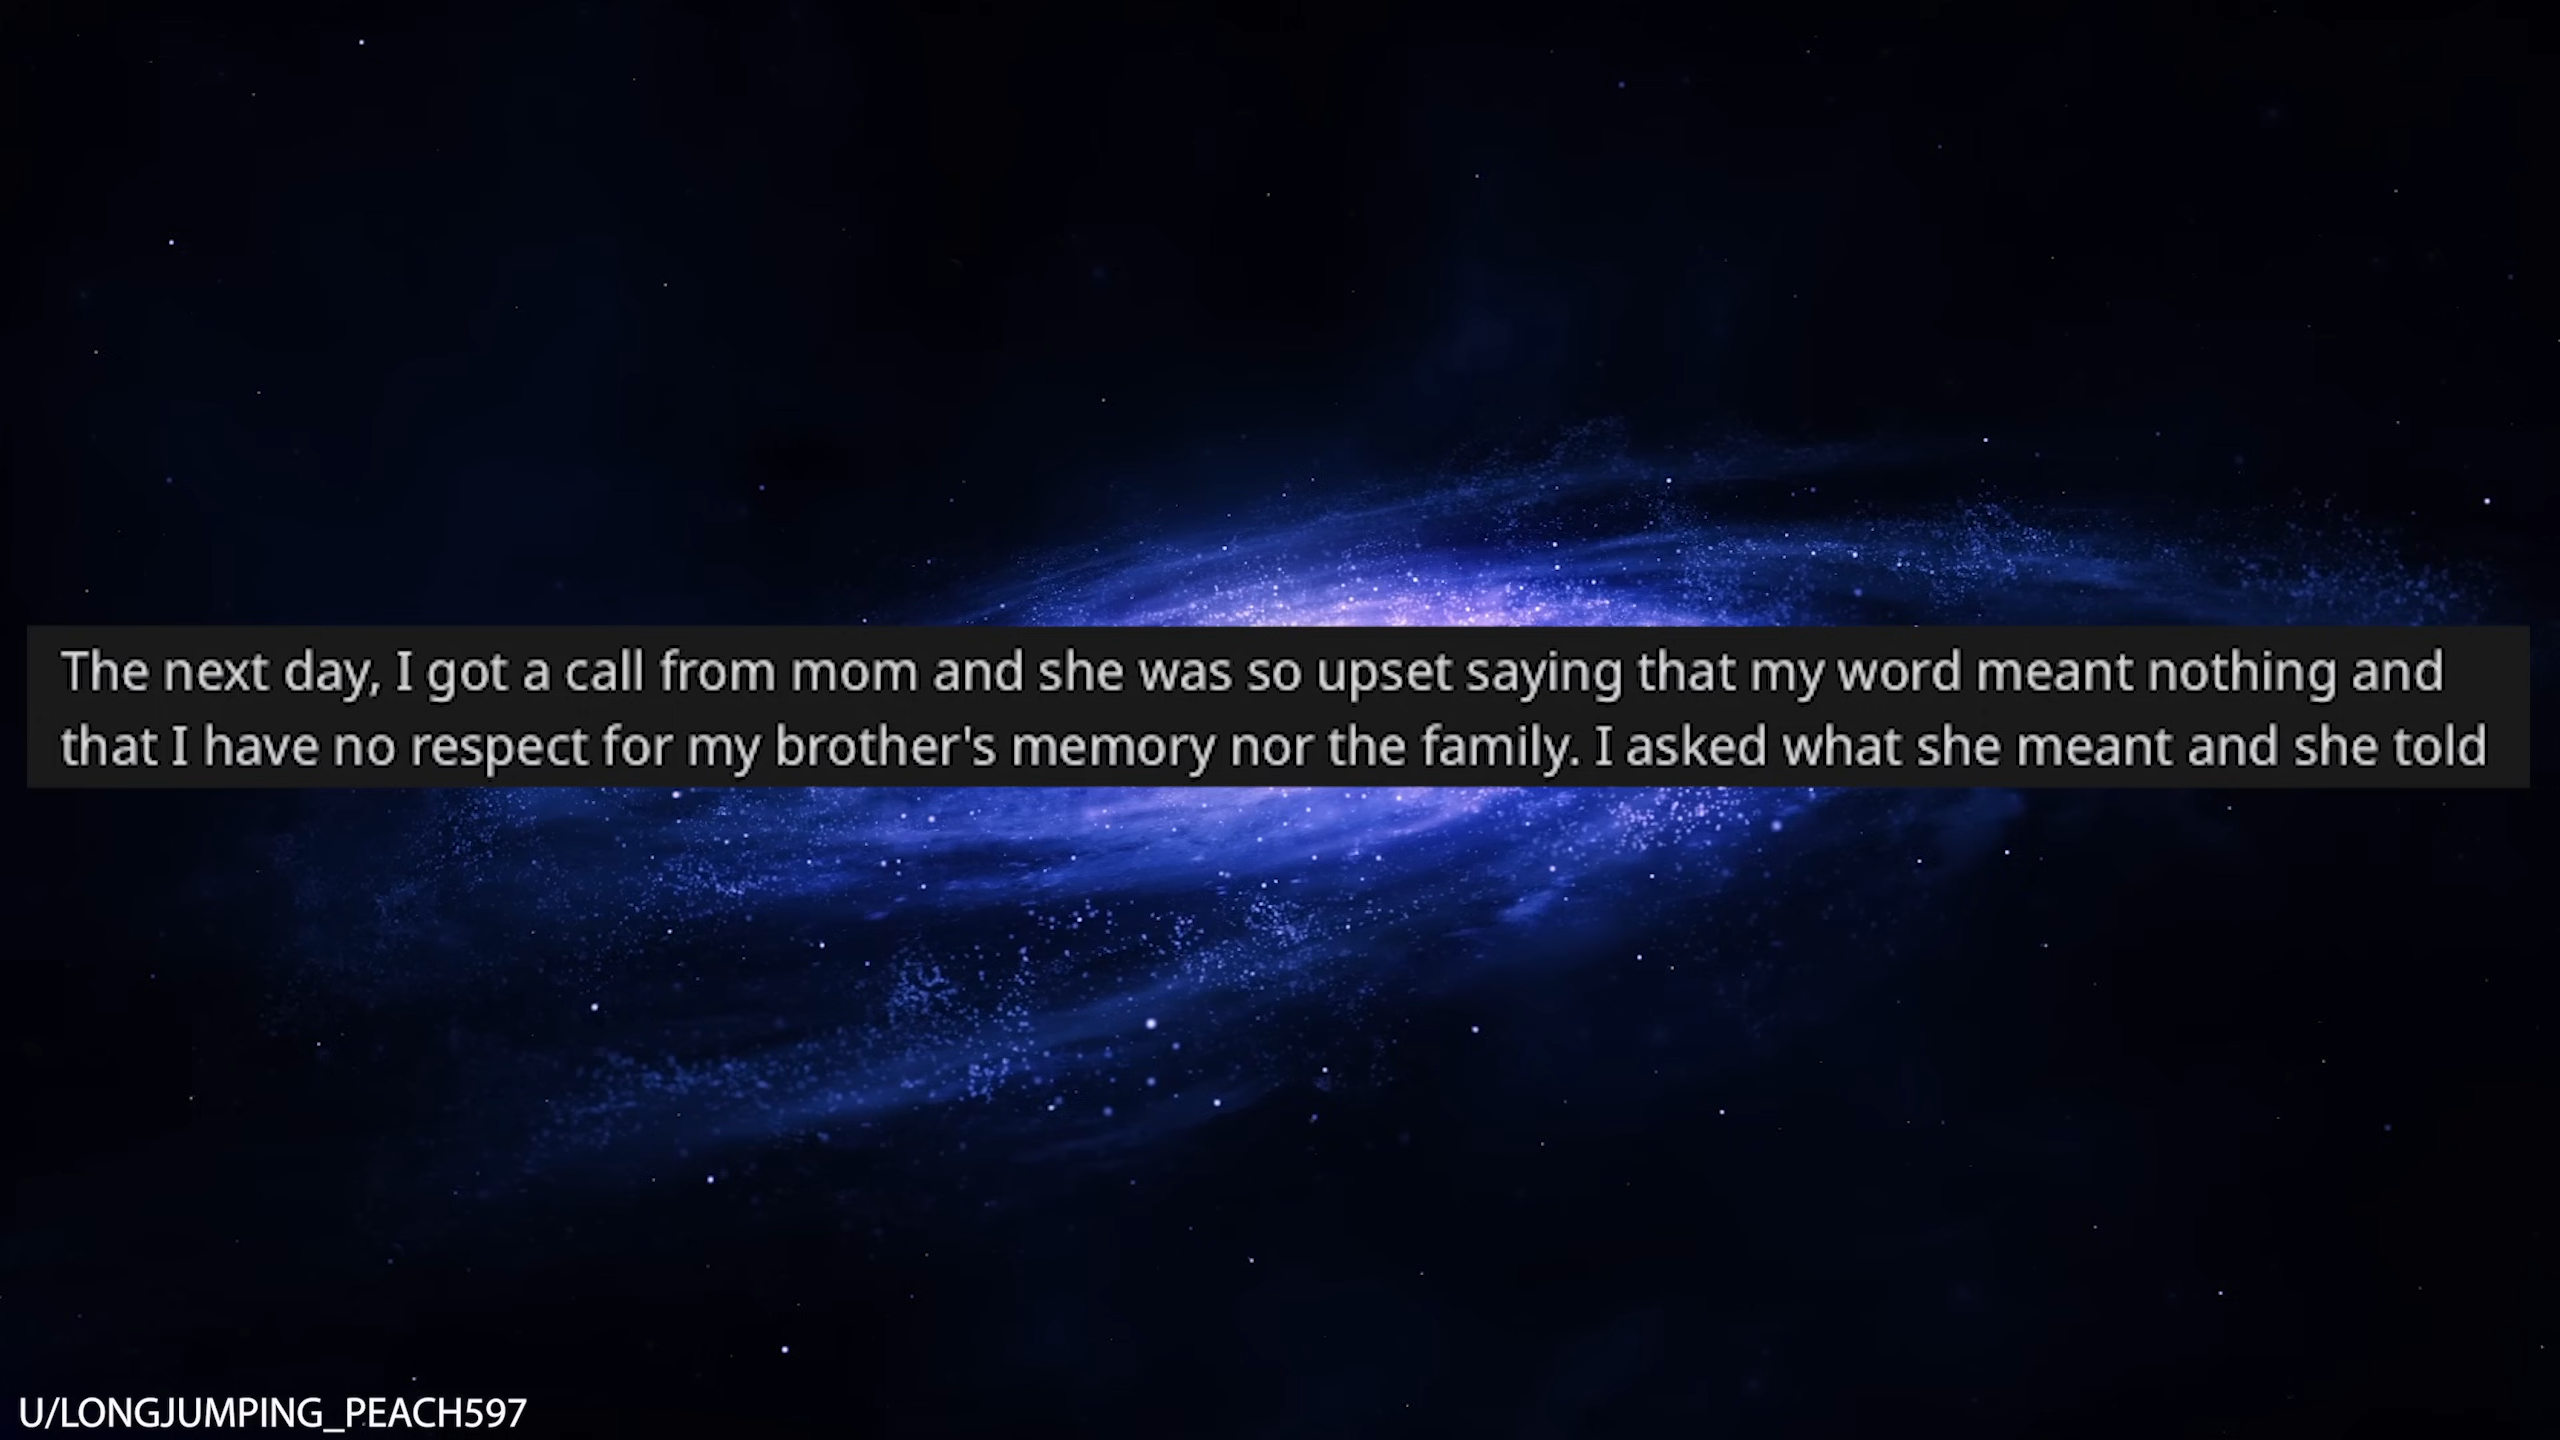 The next day, I got a call from mom and she was so upset saying that my word meant nothing and
that I have no respect for my brother's memory nor the family. I asked what she meant and she told
U/LONGJUMPING_PEACH597